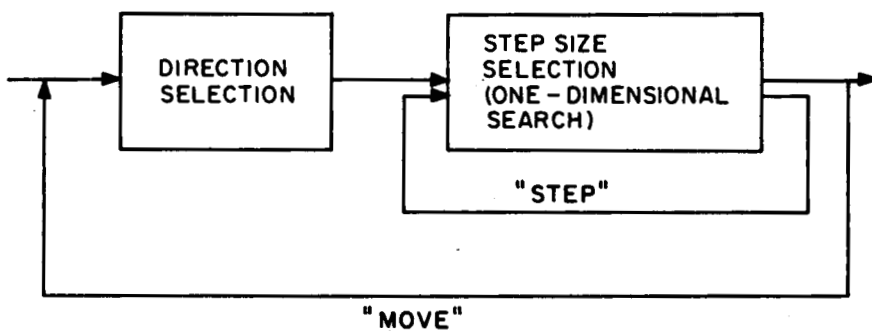 DIRECTION
SELECTION
STEP SIZE
SELECTION
(ONE-DIMENSIONAL
SEARCH)
"STEP"
"MOVE"